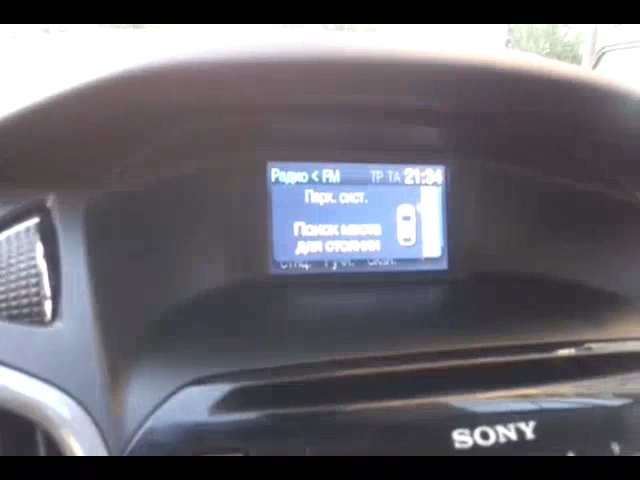 Радио < FM TP TA 21:34
Парк. сист.
Поиск места
для стоянки
SONY